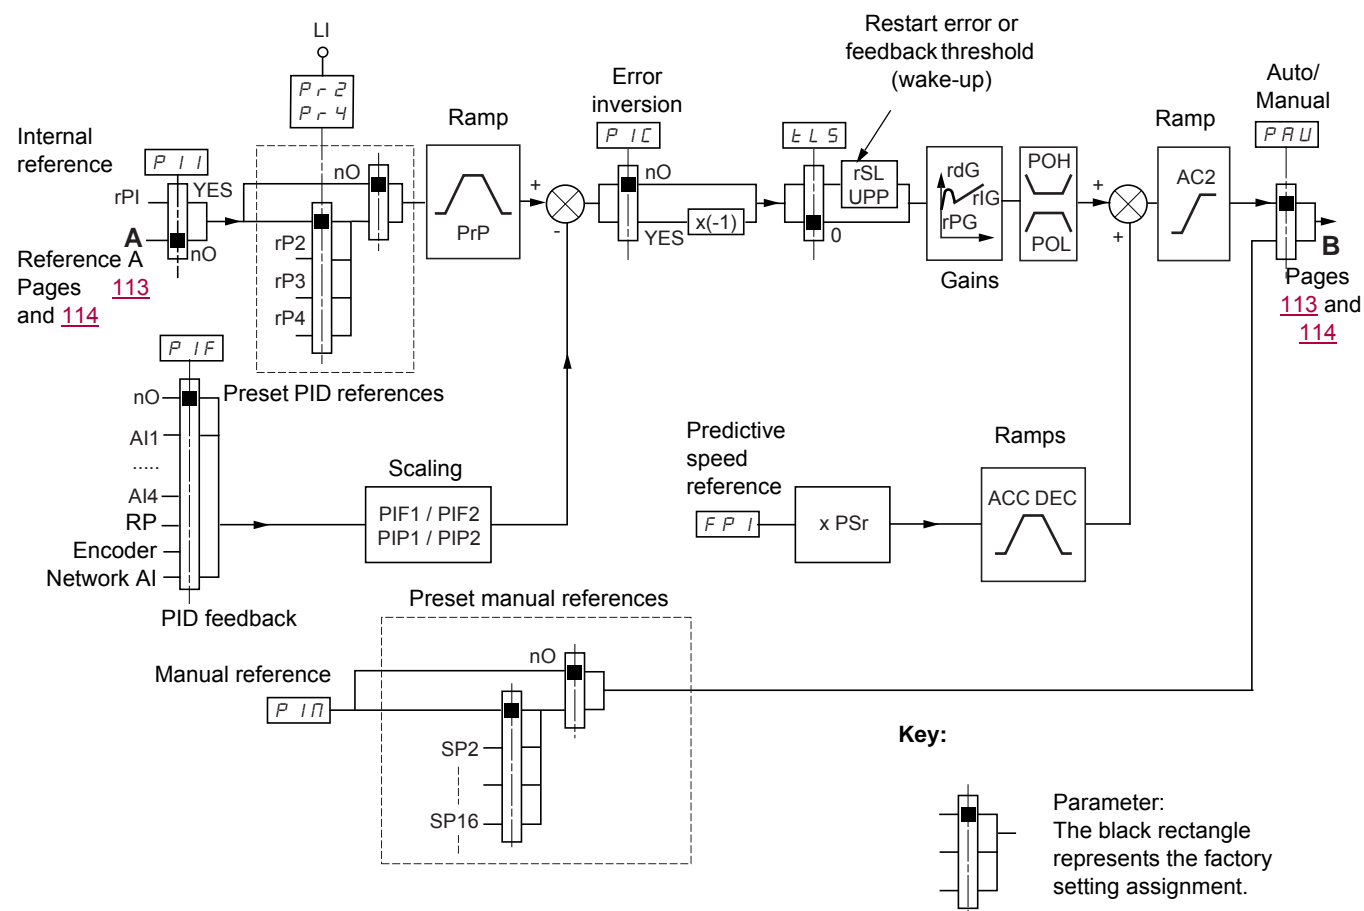 LI
Pr2
Pr4
Restart error or
feedback threshold
(wake-up)
Error
inversion
Auto/
Manual
Ramp
Ramp
Internal
reference
PII
PIC
tLS
PAU
YES
nO
nO
rPI
A
nO
Reference A
Pages 113
and 114
rP2
rP3
rP4
PrP
+
-
YES
x(-1)
0
rSL
UPP
rdG
rIG
rPG
Gains
POH
POL
+
+
AC2
B
Pages
113 and
114
PIF
Preset PID references
nO
AI1
.....
AI4
RP
Encoder
Network AI
PID feedback
Scaling
PIF1 / PIF2
PIP1 / PIP2
Predictive
speed
reference
FPI
x PSr
Ramps
ACC DEC
Preset manual references
Manual reference
PIM
nO
SP2
SP16
Key:
Parameter:
The black rectangle
represents the factory
setting assignment.